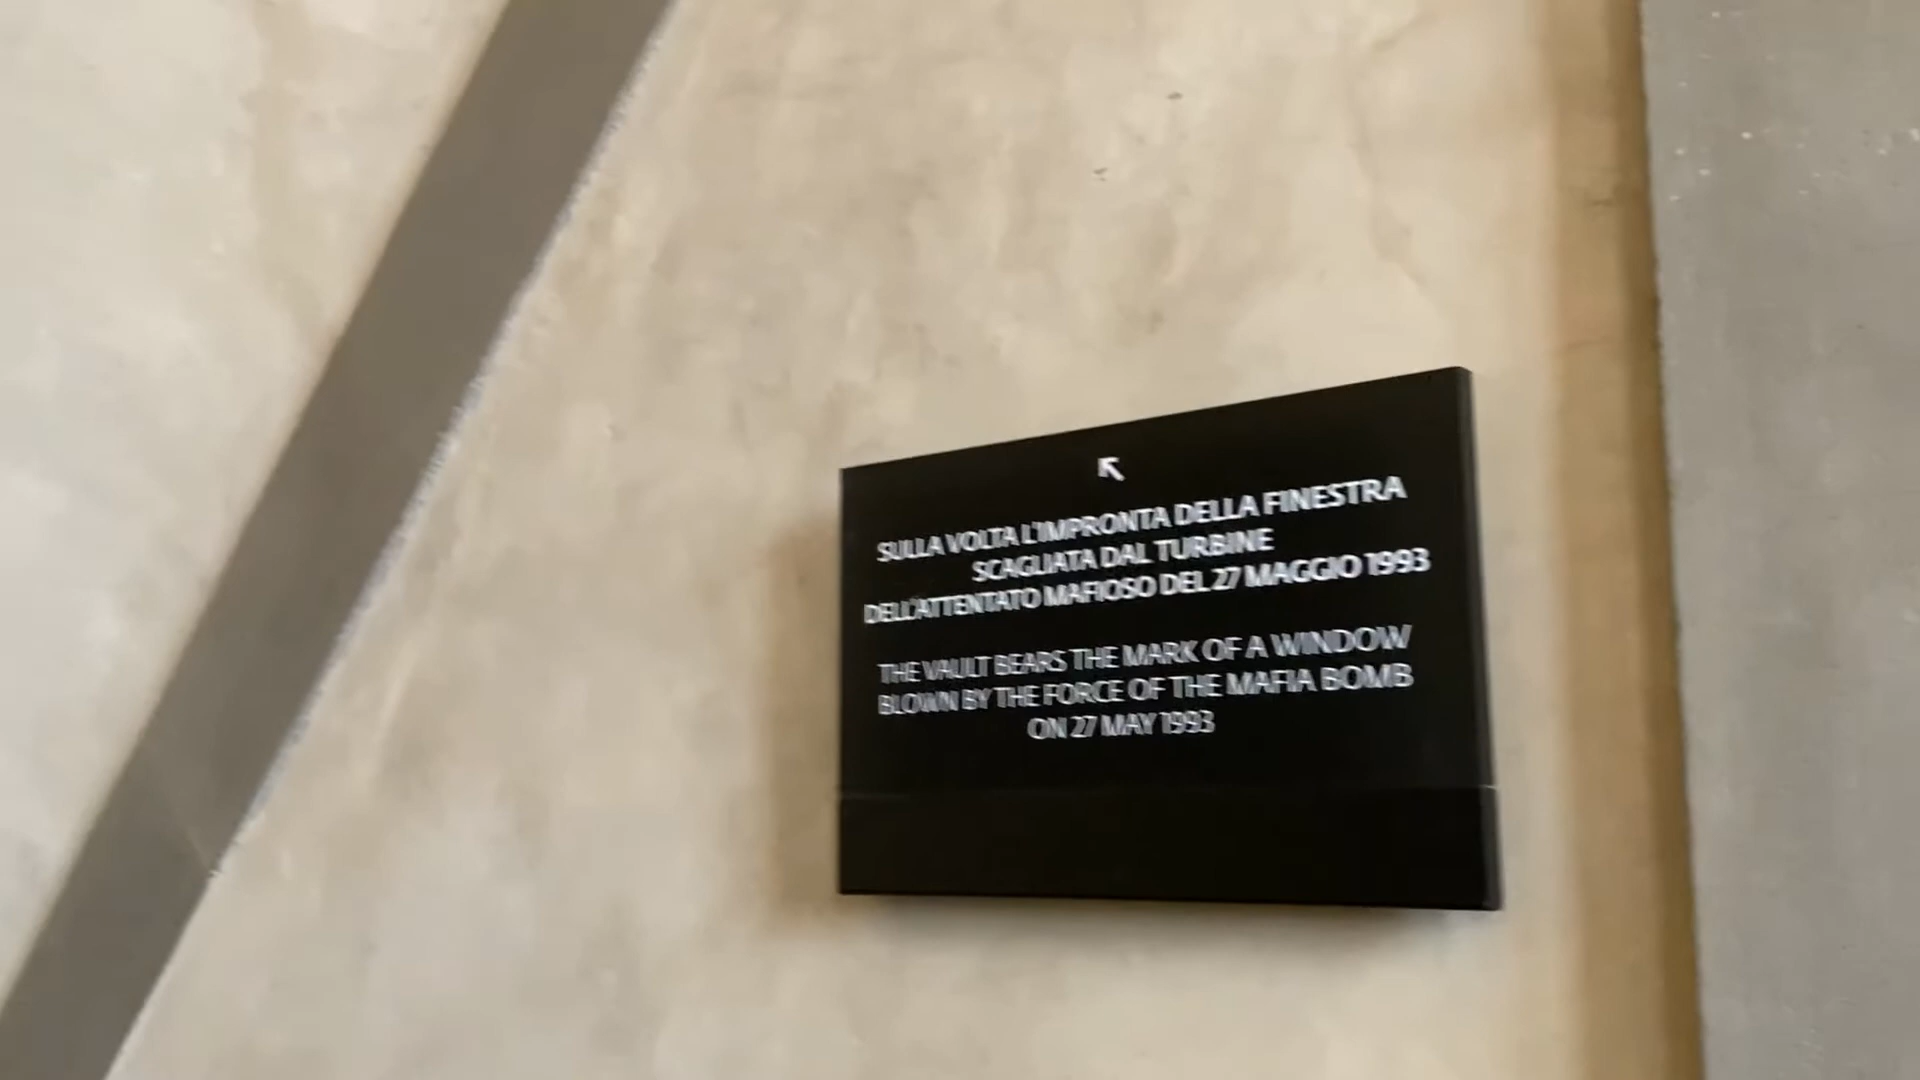 SULLA VOLTA L'IMPRONTA DELLA FINESTRA
SCAGLIATA DAL TURBINE
DELL'ATTENTATO MAFIOSO DEL 27 MAGGIO 1993
THE VAULT BEARS THE MARK OF A WINDOW
BLOWN BY THE FORCE OF THE MAFIA BOMB
ON 27 MAY 1993